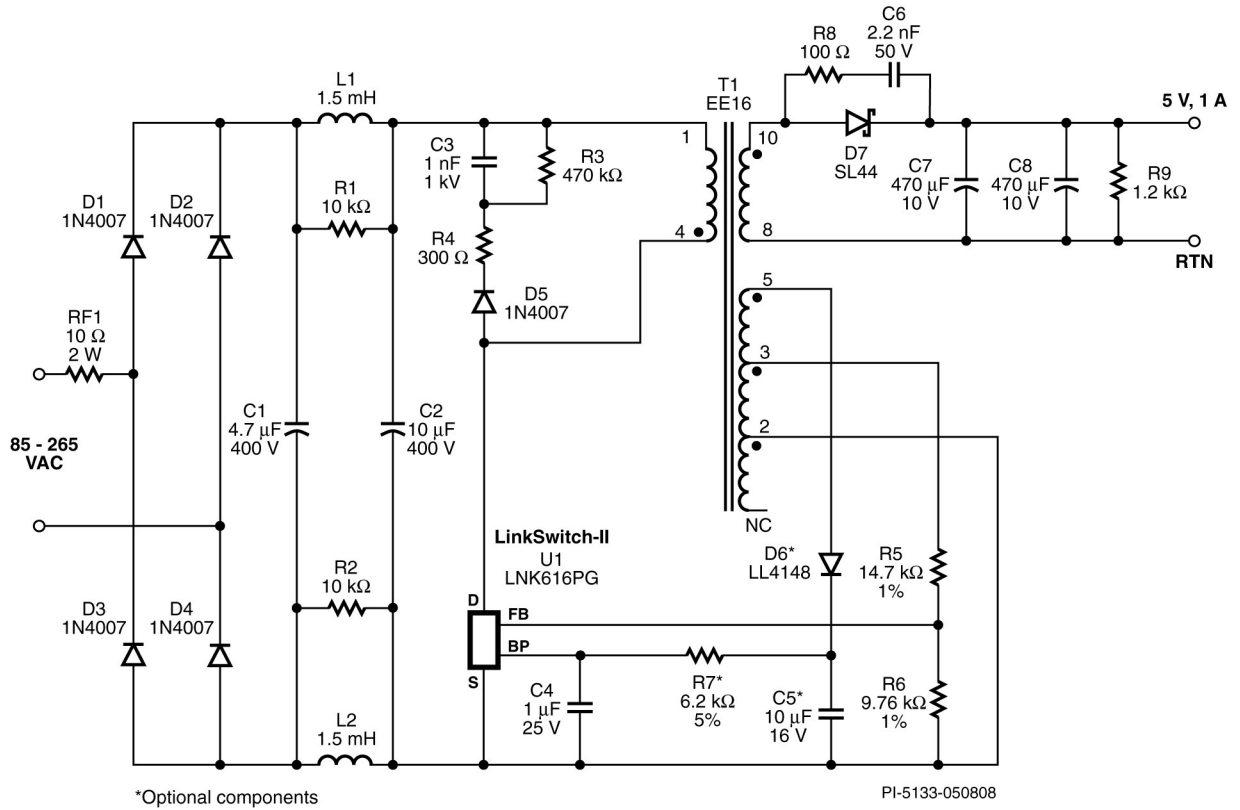 C6
2.2 nF
50 V
R8
100 Ω
L1
1.5 mH
T1
EE16
5 V, 1 A
1
10
C3
1 nF
1 kV
R3
470 kΩ
D7
SL44
C7
470 µF
10 V
C8
470 µF
10 V
R9
1.2 kΩ
D1
1N4007
D2
1N4007
R1
10 kΩ
R4
300 Ω
4
8
RTN
5
D5
1N4007
RF1
10 Ω
2 W
3
85 - 265
VAC
C1
4.7 µF
400 V
C2
10 µF
400 V
2
NC
LinkSwitch-II
U1
LNK616PG
D6*
LL4148
R5
14.7 kΩ
1%
R2
10 kΩ
D3
1N4007
D4
1N4007
D
FB
BP
S
C4
1 µF
25 V
R7*
6.2 kΩ
5%
C5*
10 µF
16 V
R6
9.76 kΩ
1%
L2
1.5 mH
*Optional components
PI-5133-050808